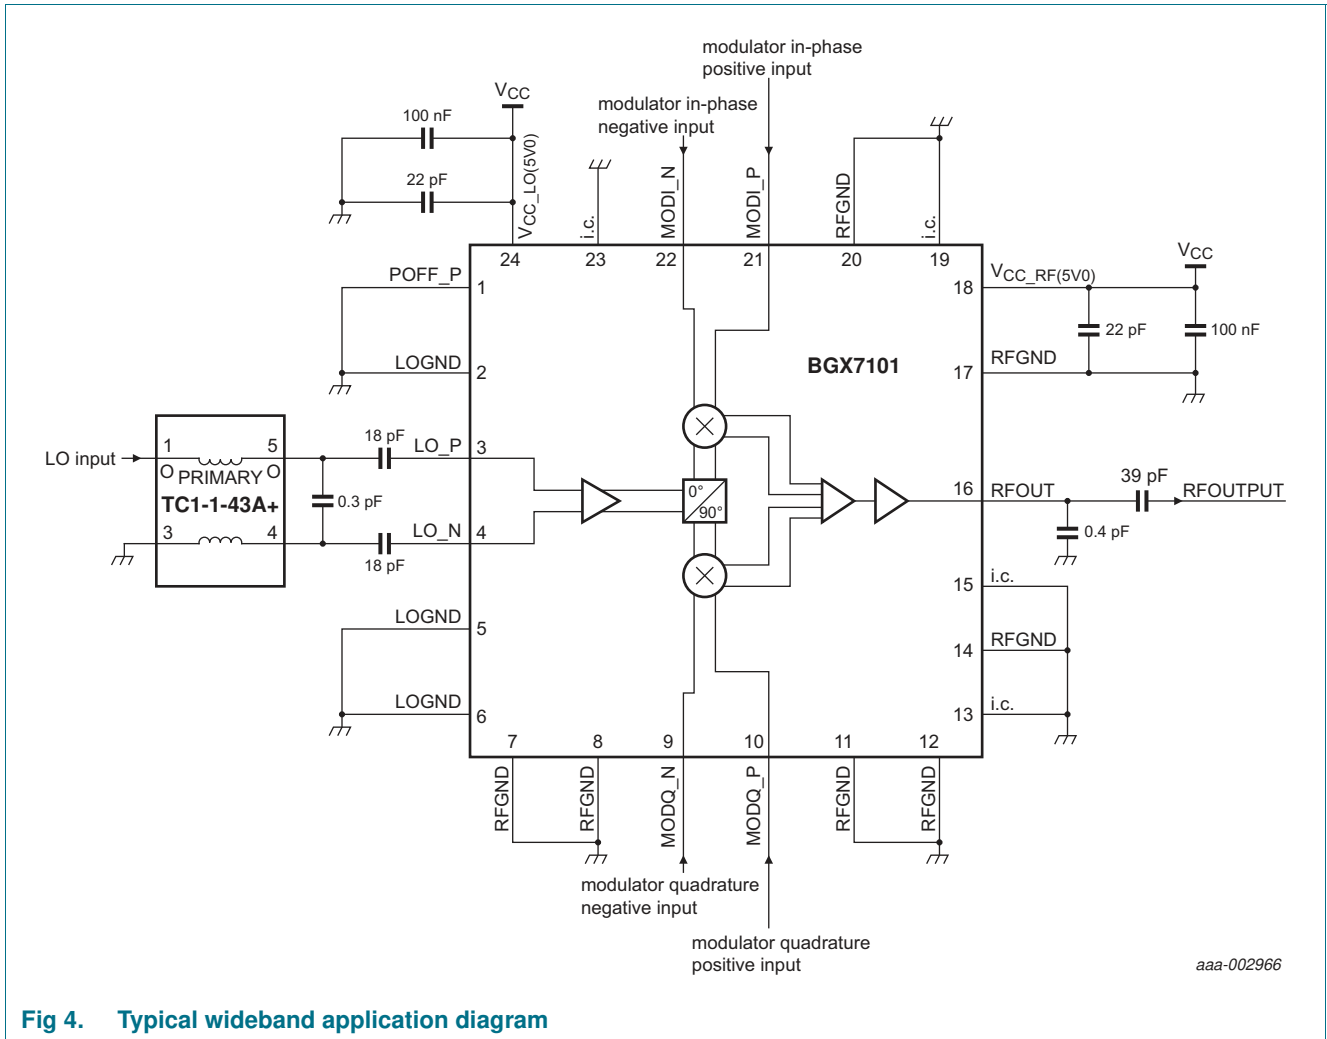 modulator in-phase
positive input
modulator in-phase
negative input
VCC
100 nF
22 pF
VCC_LO(5V0)
i.c.
MODI_N
MODI_P
RFGND
i.c.
24
23
22
21
20
19
POFF_P
1
LOGND
2
18
VCC_RF(5V0)
VCC
22 pF
100 nF
17
RFGND
BGX7101
LO input
1
5
O PRIMARY O
TC1-1-43A+
3
4
18 pF
0.3 pF
18 pF
LO_P
3
LO_N
4
0°
90°
16
RFOUT
39 pF
RFOUTPUT
0.4 pF
15
i.c.
14
RFGND
13
i.c.
LOGND
5
LOGND
6
7
8
9
10
11
12
RFGND
RFGND
MODQ_N
MODQ_P
RFGND
RFGND
modulator quadrature
negative input
modulator quadrature
positive input
aaa-002966
Fig 4. Typical wideband application diagram